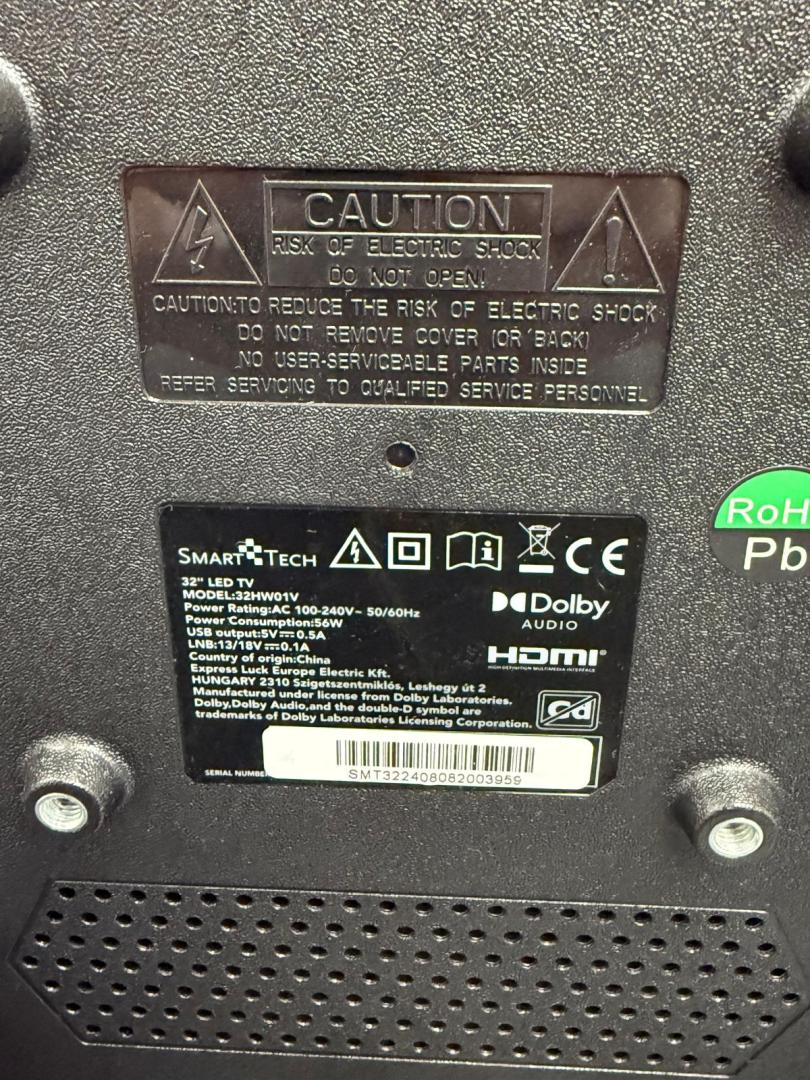 CAUTION
RISK OF ELECTRIC SHOCK
DO NOT OPEN!
CAUTION:TO REDUCE THE RISK OF ELECTRIC SHOCK
DO NOT REMOVE COVER (OR BACK)
NO USER-SERVICEABLE PARTS INSIDE
REFER SERVICING TO QUALIFIED SERVICE PERSONNEL
RoH
Pb
SMART TECH
CE
32" LED TV
MODEL:32HW01V
Power Rating:AC 100-240V~ 50/60Hz
Power Consumption:56W
USB output:5V⎓0.5A
LNB:13/18V⎓0.1A
Country of origin:China
Express Luck Europe Electric Kft.
HUNGARY 2310 Szigetszentmiklós, Leshegy út 2
Manufactured under license from Dolby Laboratories.
Dolby,Dolby Audio,and the double-D symbol are
trademarks of Dolby Laboratories Licensing Corporation.
Dolby
AUDIO
HDMI®
HIGH-DEFINITION MULTIMEDIA INTERFACE
Cd
SERIAL NUMBE
SMT322408082003959